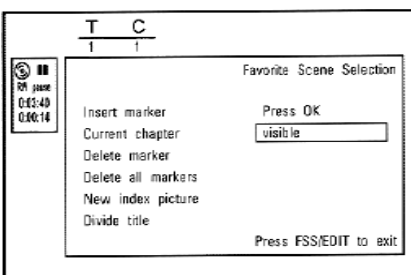 T C
1 1
RW pause
0:03:40
0:00:14
Favorite Scene Selection
Insert marker Press OK
Current chapter visible
Delete marker
Delete all markers
New index picture
Divide title
Press FSS/EDIT to exit